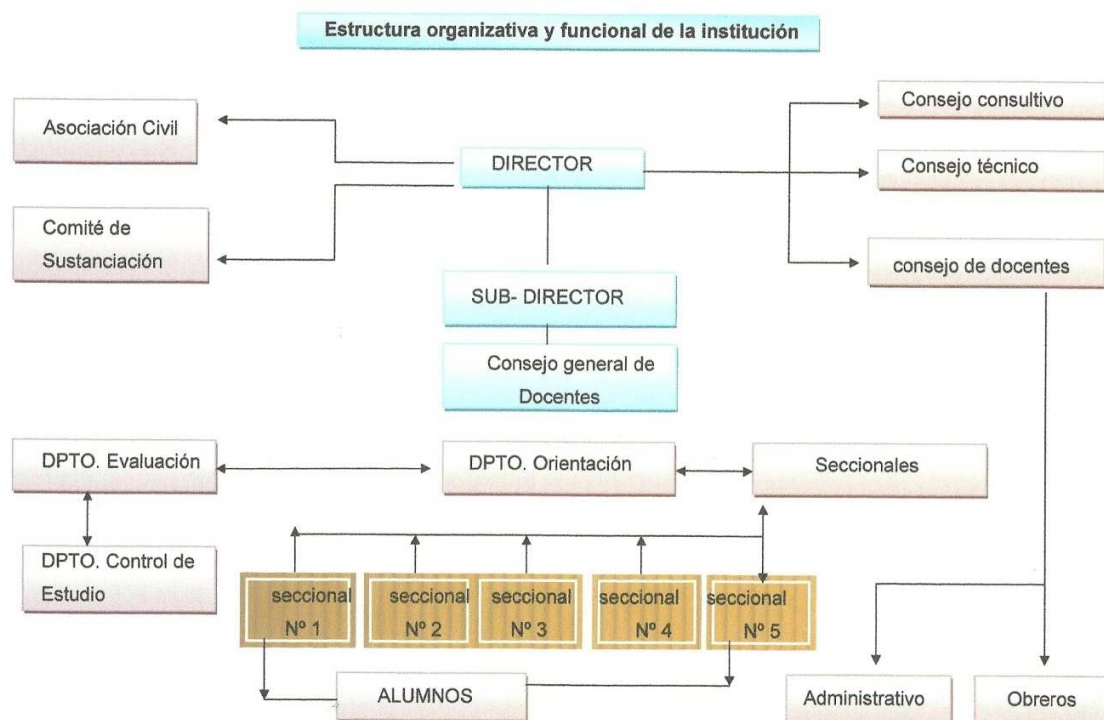 Estructura organizativa y funcional de la institución
Asociación Civil
DIRECTOR
Consejo consultivo
Consejo técnico
Comité de
Sustanciación
consejo de docentes
SUB- DIRECTOR
Consejo general de
Docentes
DPTO. Evaluación
DPTO. Orientación
Seccionales
DPTO. Control de
Estudio
seccional
Nº 1
seccional
Nº 2
seccional
Nº 3
seccional
Nº 4
seccional
Nº 5
ALUMNOS
Administrativo
Obreros